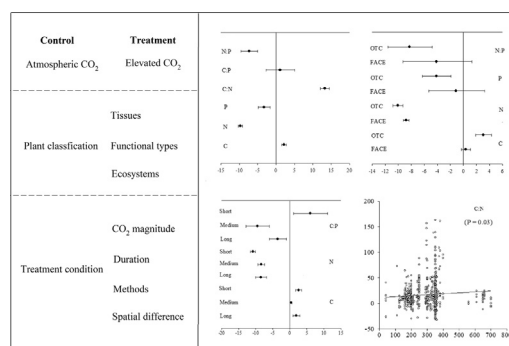 Control Treatment
Atmospheric CO2 Elevated CO2
Tissues
Plant classfication Functional types
Ecosystems
CO2 magnitude
Treatment condition Duration
Methods
Spatial difference
N:P
C:P
C:N
P
N
C
-15 -10 -5 0 5 10 15 20
OTC
N:P
FACE
OTC
P
FACE
OTC
N
FACE
OTC
C
FACE
-14 -12 -10 -8 -6 -4 -2 0 2 4 6
Short
Medium C:P
Long
Short
Medium N
Long
Short
Medium C
Long
-20 -15 -10 -5 0 5 10 15
C:N
(P = 0.03)
200
150
100
50
0
-50
0 100 200 300 400 500 600 700 800